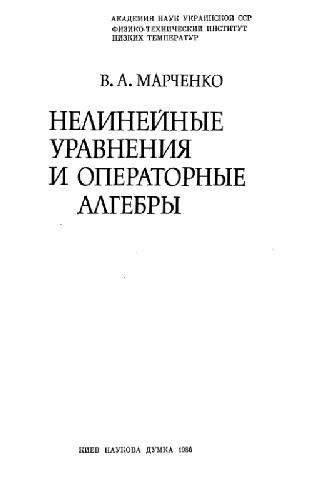 АКАДЕМИЯ НАУК УКРАИНСКОЙ ССР
ФИЗИКО-ТЕХНИЧЕСКИЙ ИНСТИТУТ
НИЗКИХ ТЕМПЕРАТУР
В. А. МАРЧЕНКО
НЕЛИНЕЙНЫЕ
УРАВНЕНИЯ
И ОПЕРАТОРНЫЕ
АЛГЕБРЫ
КИЕВ НАУКОВА ДУМКА 1986